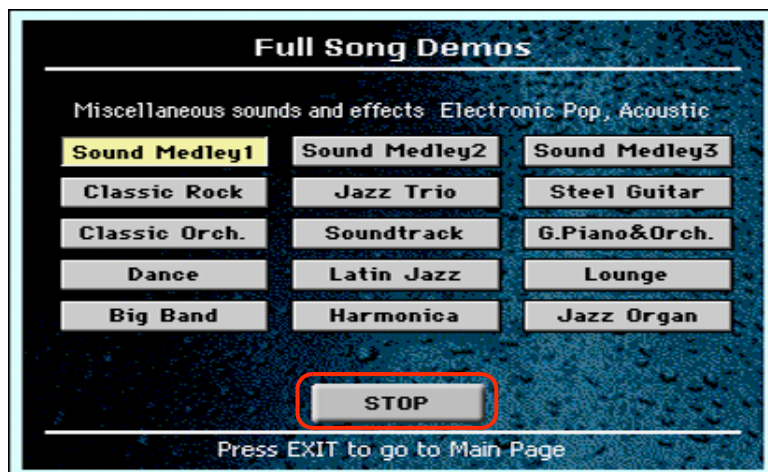 Full Song Demos
Miscellaneous sounds and effects Electronic Pop, Acoustic
Sound Medley1 Sound Medley2 Sound Medley3
Classic Rock Jazz Trio Steel Guitar
Classic Orch. Soundtrack G.Piano&Orch.
Dance Latin Jazz Lounge
Big Band Harmonica Jazz Organ
STOP
Press EXIT to go to Main Page